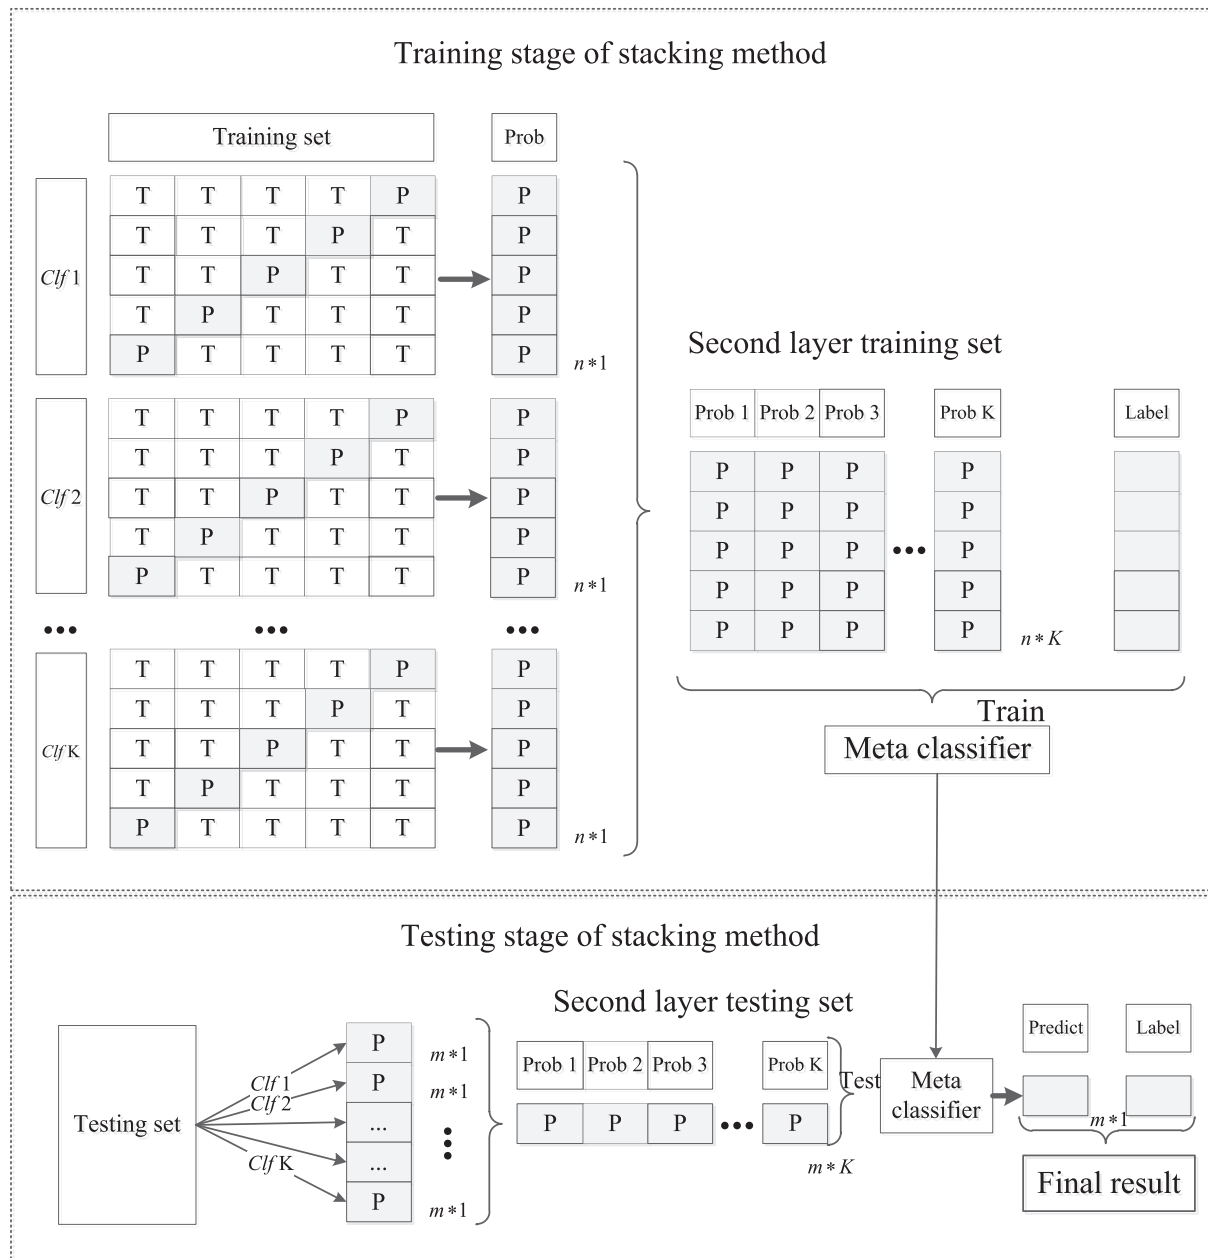 Training stage of stacking method
Training set Prob
Clf 1
T T T T P P
T T T P T P
T T P T T P
T P T T T P
P T T T T P
n*1
Clf 2
T T T T P P
T T T P T P
T T P T T P
T P T T T P
P T T T T P
n*1
••• ••• •••
Clf K
T T T T P P
T T T P T P
T T P T T P
T P T T T P
P T T T T P
n*1
Second layer training set
Prob 1 Prob 2 Prob 3 Prob K Label
P P P P
P P P P
P P P ••• P
P P P P
P P P P
n*K
Train
Meta classifier
Testing stage of stacking method
Testing set
Clf 1
Clf 2
Clf K
P m*1
P m*1
...
...
P m*1
Second layer testing set
Prob 1 Prob 2 Prob 3 Prob K
P P P ••• P
m*K
Test
Meta
classifier
Predict Label
m*1
Final result